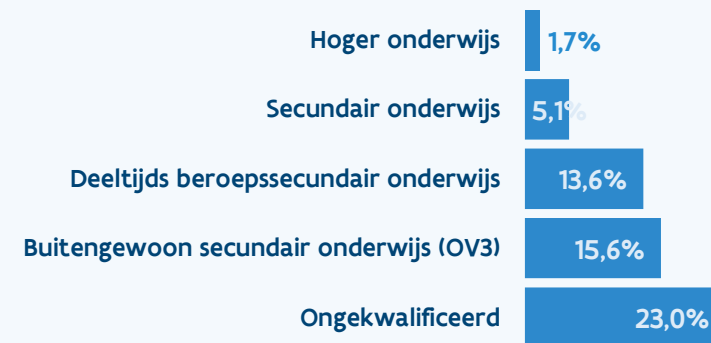 Hoger onderwijs 1,7%
Secundair onderwijs 5,1%
Deeltijds beroepssecundair onderwijs 13,6%
Buitengewoon secundair onderwijs (OV3) 15,6%
Ongekwalificeerd 23,0%